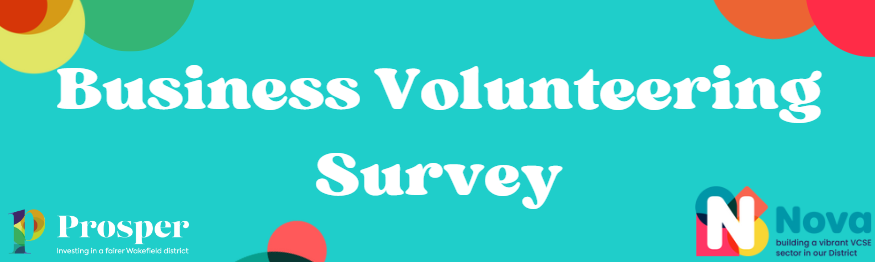 Business Volunteering
Survey
Prosper
Investing in a fairer Wakefield district
Nova
building a vibrant VCSE
sector in our District